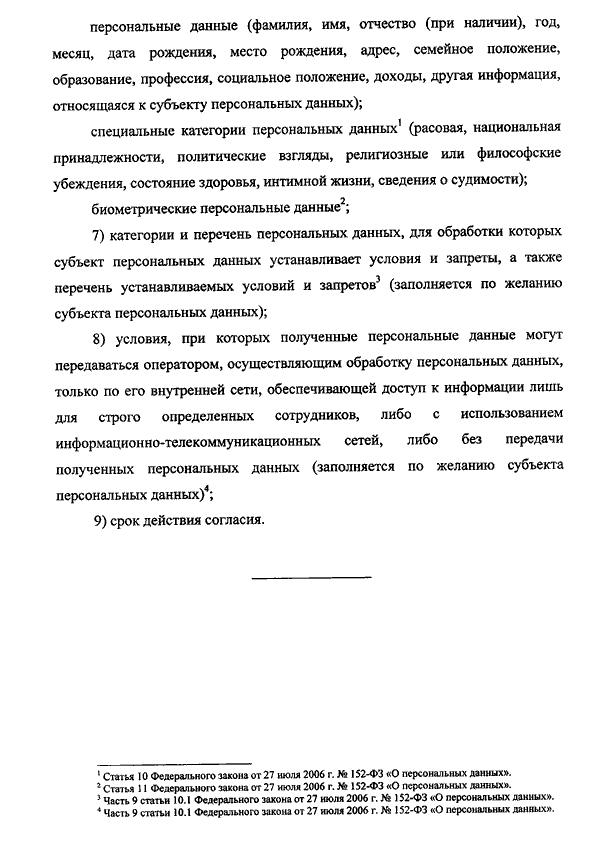 персональные данные (фамилия, имя, отчество (при наличии), год,
месяц, дата рождения, место рождения, адрес, семейное положение,
образование, профессия, социальное положение, доходы, другая информация,
относящаяся к субъекту персональных данных);
специальные категории персональных данных¹ (расовая, национальная
принадлежности, политические взгляды, религиозные или философские
убеждения, состояние здоровья, интимной жизни, сведения о судимости);
биометрические персональные данные²;
7) категории и перечень персональных данных, для обработки которых
субъект персональных данных устанавливает условия и запреты, а также
перечень устанавливаемых условий и запретов³ (заполняется по желанию
субъекта персональных данных);
8) условия, при которых полученные персональные данные могут
передаваться оператором, осуществляющим обработку персональных данных,
только по его внутренней сети, обеспечивающей доступ к информации лишь
для строго определенных сотрудников, либо с использованием
информационно-телекоммуникационных сетей, либо без передачи
полученных персональных данных (заполняется по желанию субъекта
персональных данных)⁴;
9) срок действия согласия.
¹ Статья 10 Федерального закона от 27 июля 2006 г. № 152-ФЗ «О персональных данных».
² Статья 11 Федерального закона от 27 июля 2006 г. № 152-ФЗ «О персональных данных».
³ Часть 9 статьи 10.1 Федерального закона от 27 июля 2006 г. № 152-ФЗ «О персональных данных».
⁴ Часть 9 статьи 10.1 Федерального закона от 27 июля 2006 г. № 152-ФЗ «О персональных данных».